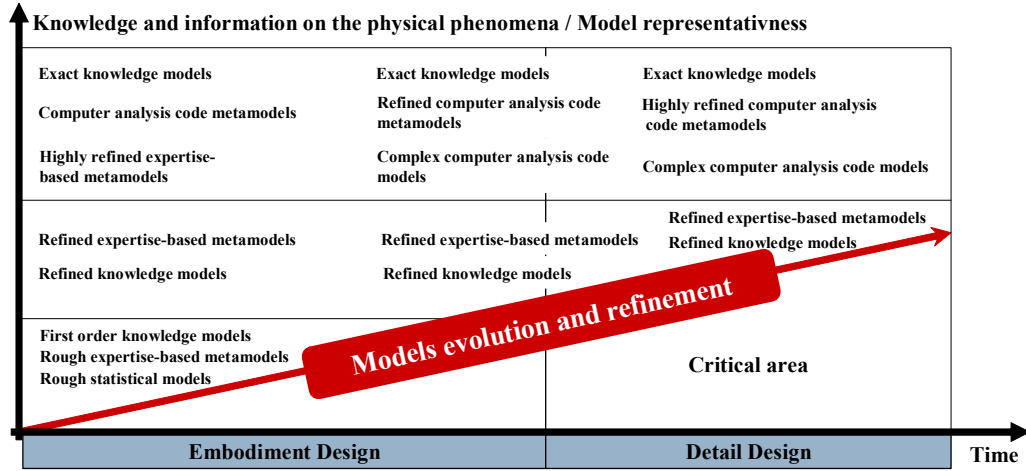 Knowledge and information on the physical phenomena / Model representativness
Exact knowledge models
Exact knowledge models
Exact knowledge models
Computer analysis code metamodels
Refined computer analysis code
metamodels
Highly refined computer analysis
code metamodels
Highly refined expertise-
based metamodels
Complex computer analysis code
models
Complex computer analysis code models
Refined expertise-based metamodels
Refined knowledge models
Refined expertise-based metamodels
Refined knowledge models
Refined expertise-based metamodels
Refined knowledge models
First order knowledge models
Rough expertise-based metamodels
Rough statistical models
Models evolution and refinement
Critical area
Embodiment Design
Detail Design
Time